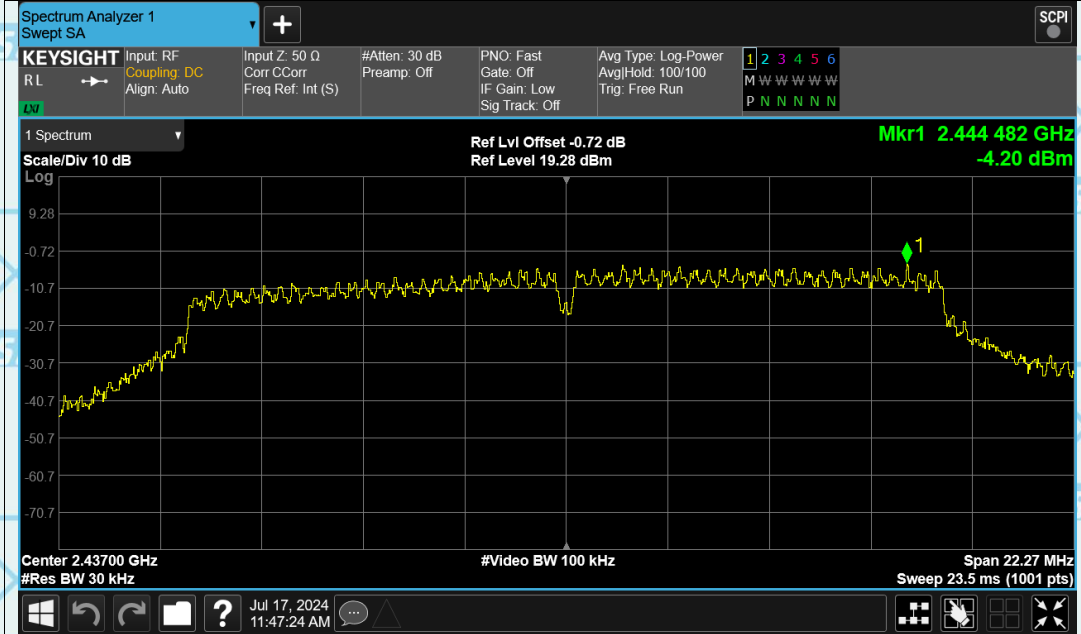 Spectrum Analyzer 1
Swept SA
+
SCPI
KEYSIGHT
R L
LXI
Input: RF
Coupling: DC
Align: Auto
Input Z: 50 Ω
Corr CCorr
Freq Ref: Int (S)
#Atten: 30 dB
Preamp: Off
PNO: Fast
Gate: Off
IF Gain: Low
Sig Track: Off
Avg Type: Log-Power
Avg|Hold: 100/100
Trig: Free Run
1 2 3 4 5 6
M W W W W W
P N N N N N
1 Spectrum
Scale/Div 10 dB
Log
Ref Lvl Offset -0.72 dB
Ref Level 19.28 dBm
Mkr1 2.444 482 GHz
-4.20 dBm
9.28
-0.72
-10.7
-20.7
-30.7
-40.7
-50.7
-60.7
-70.7
1
Center 2.43700 GHz
#Res BW 30 kHz
#Video BW 100 kHz
Span 22.27 MHz
Sweep 23.5 ms (1001 pts)
?
Jul 17, 2024
11:47:24 AM